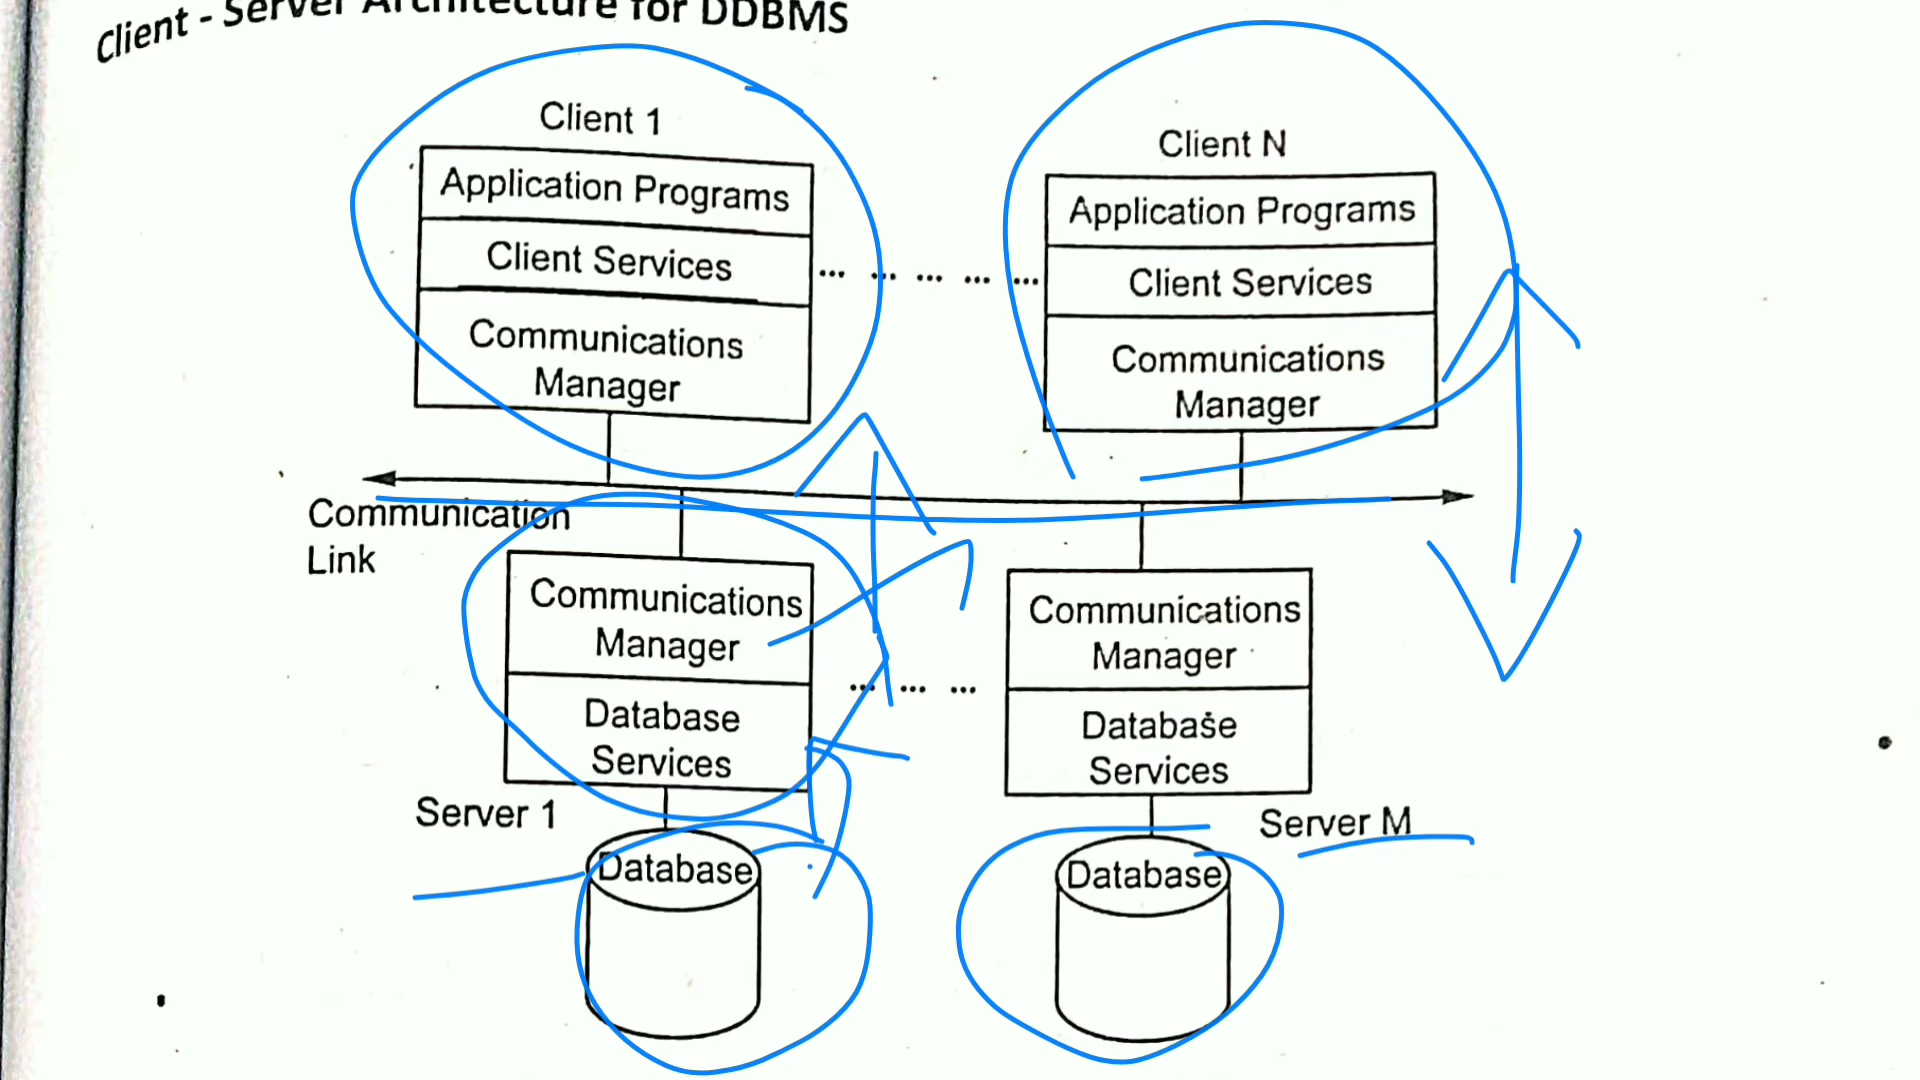 Client - Server Architecture for DDBMS
Client 1
Application Programs
Client Services
Communications
Manager
Client N
Application Programs
Client Services
Communications
Manager
Communication
Link
Communications
Manager
Database
Services
Server 1
Database
Communications
Manager
Database
Services
Server M
Database